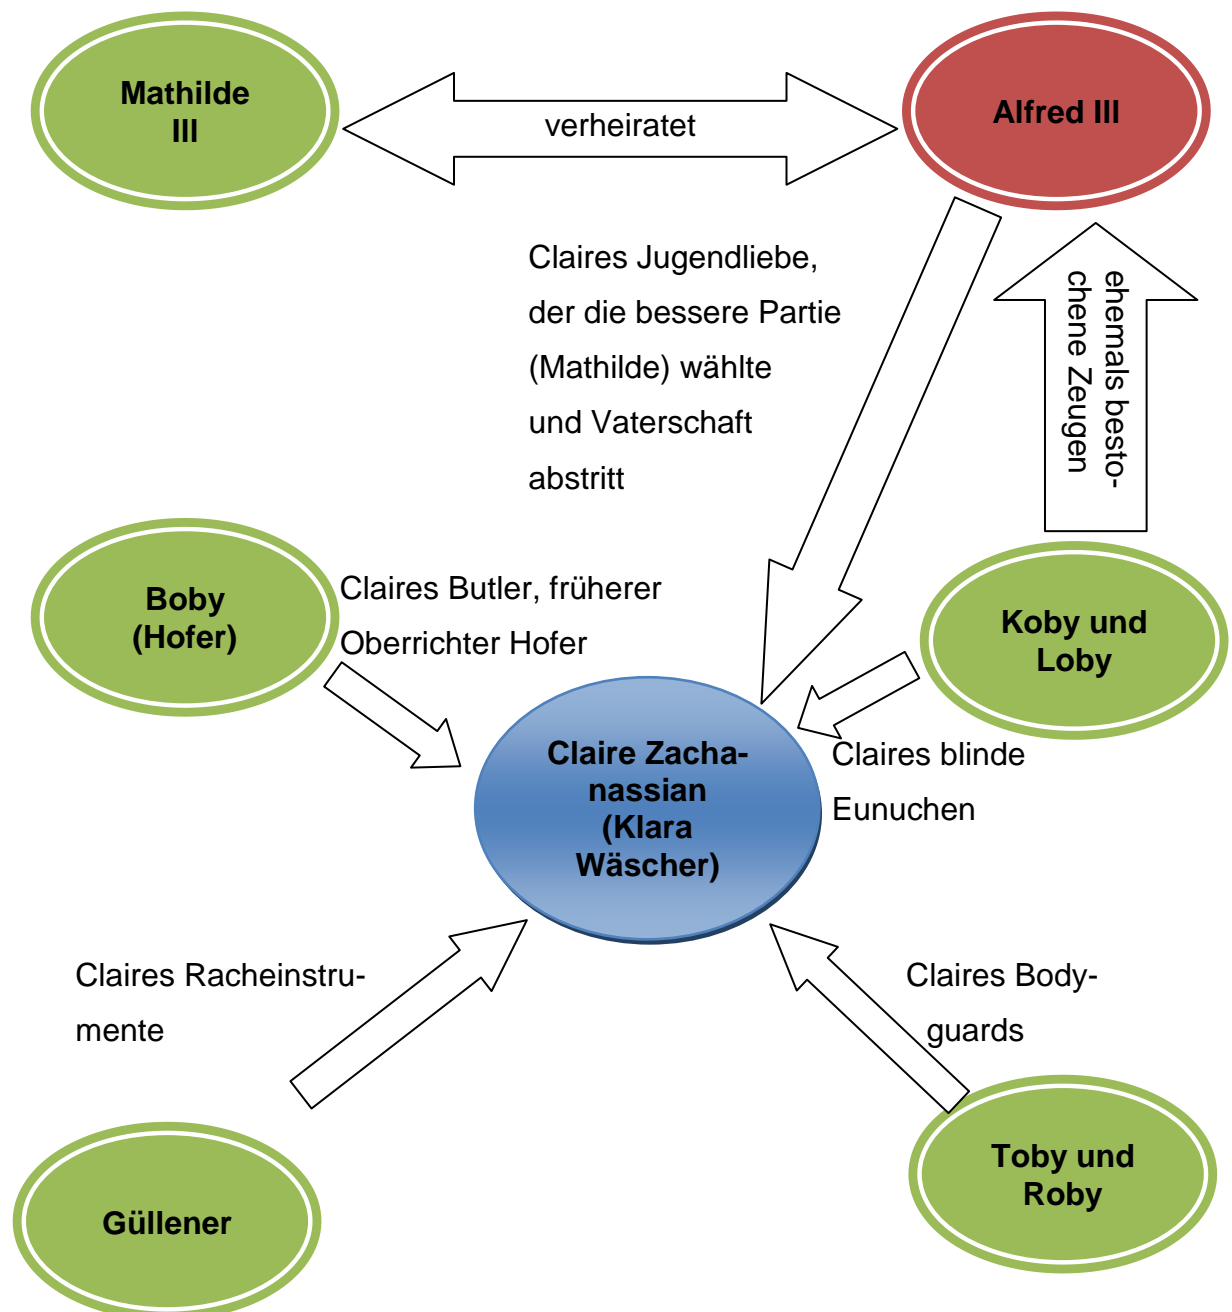 Mathilde
Ill
verheiratet
Alfred Ill
Claires Jugendliebe,
der die bessere Partie
(Mathilde) wählte
und Vaterschaft
abstritt
ehemals besto-
chene Zeugen
Boby
(Hofer)
Claires Butler, früherer
Oberrichter Hofer
Koby und
Loby
Claire Zacha-
nassian
(Klara
Wäscher)
Claires blinde
Eunuchen
Claires Racheinstru-
mente
Claires Body-
guards
Güllener
Toby und
Roby